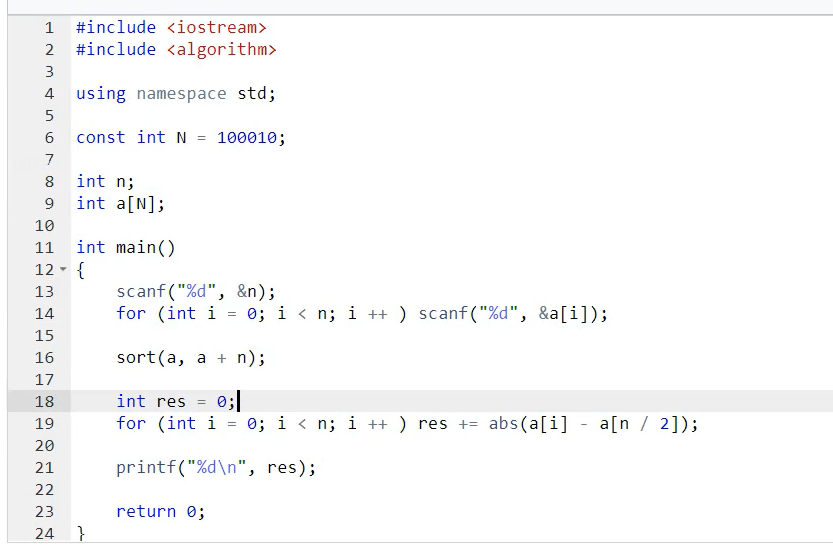 1 #include <iostream>
2 #include <algorithm>
3
4 using namespace std;
5
6 const int N = 100010;
7
8 int n;
9 int a[N];
10
11 int main()
12 {
13     scanf("%d", &n);
14     for (int i = 0; i < n; i ++ ) scanf("%d", &a[i]);
15
16     sort(a, a + n);
17
18     int res = 0;
19     for (int i = 0; i < n; i ++ ) res += abs(a[i] - a[n / 2]);
20
21     printf("%d\n", res);
22
23     return 0;
24 }